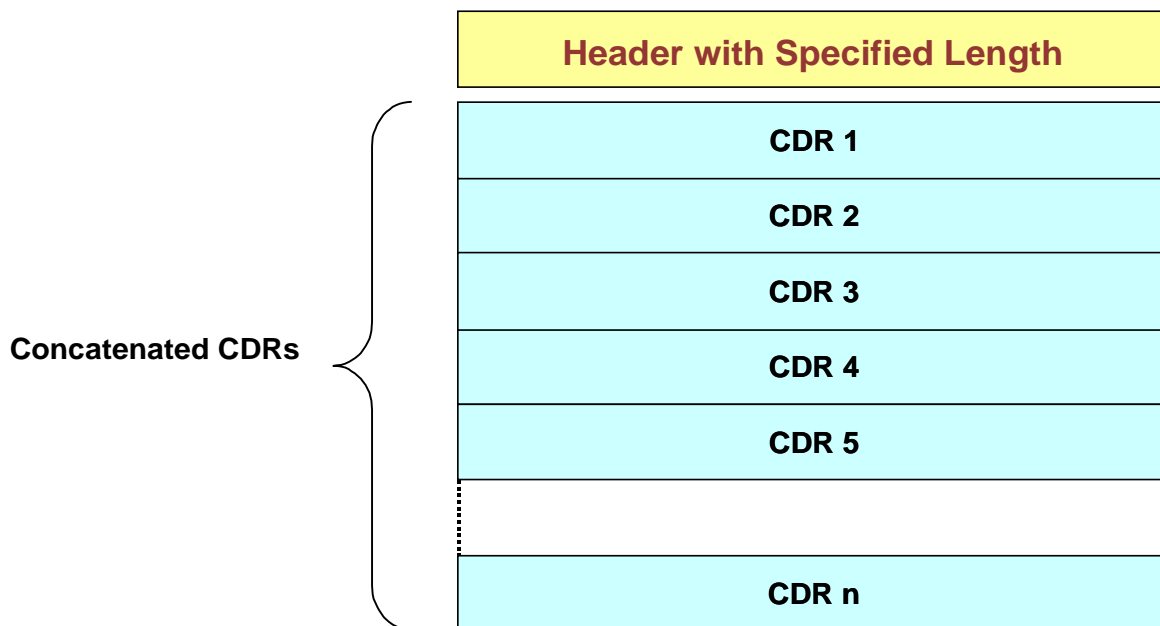 Header with Specified Length
CDR 1
CDR 2
CDR 3
Concatenated CDRs
CDR 4
CDR 5
CDR n